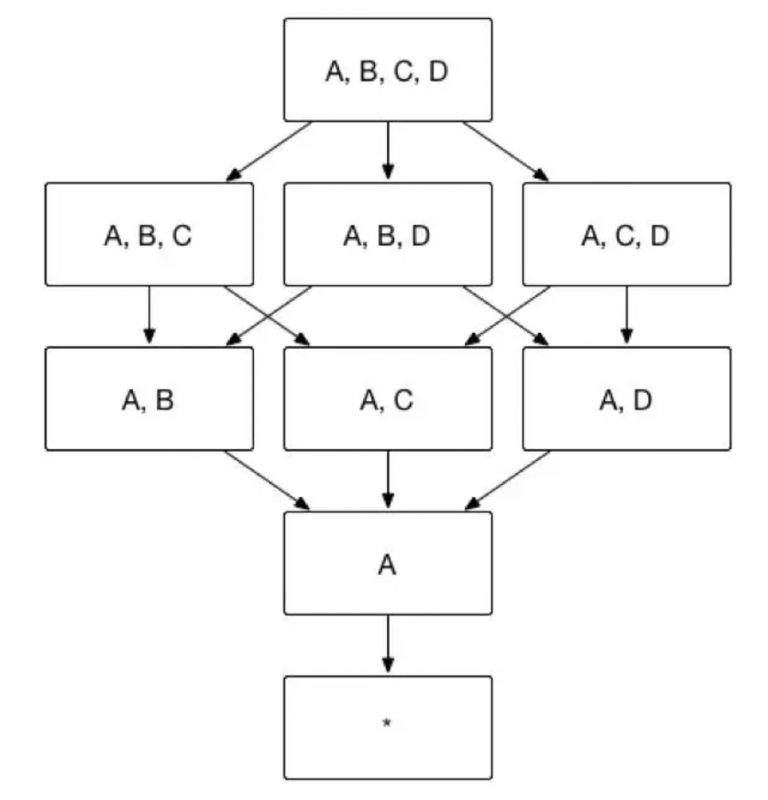 A, B, C, D
A, B, C
A, B, D
A, C, D
A, B
A, C
A, D
A
*